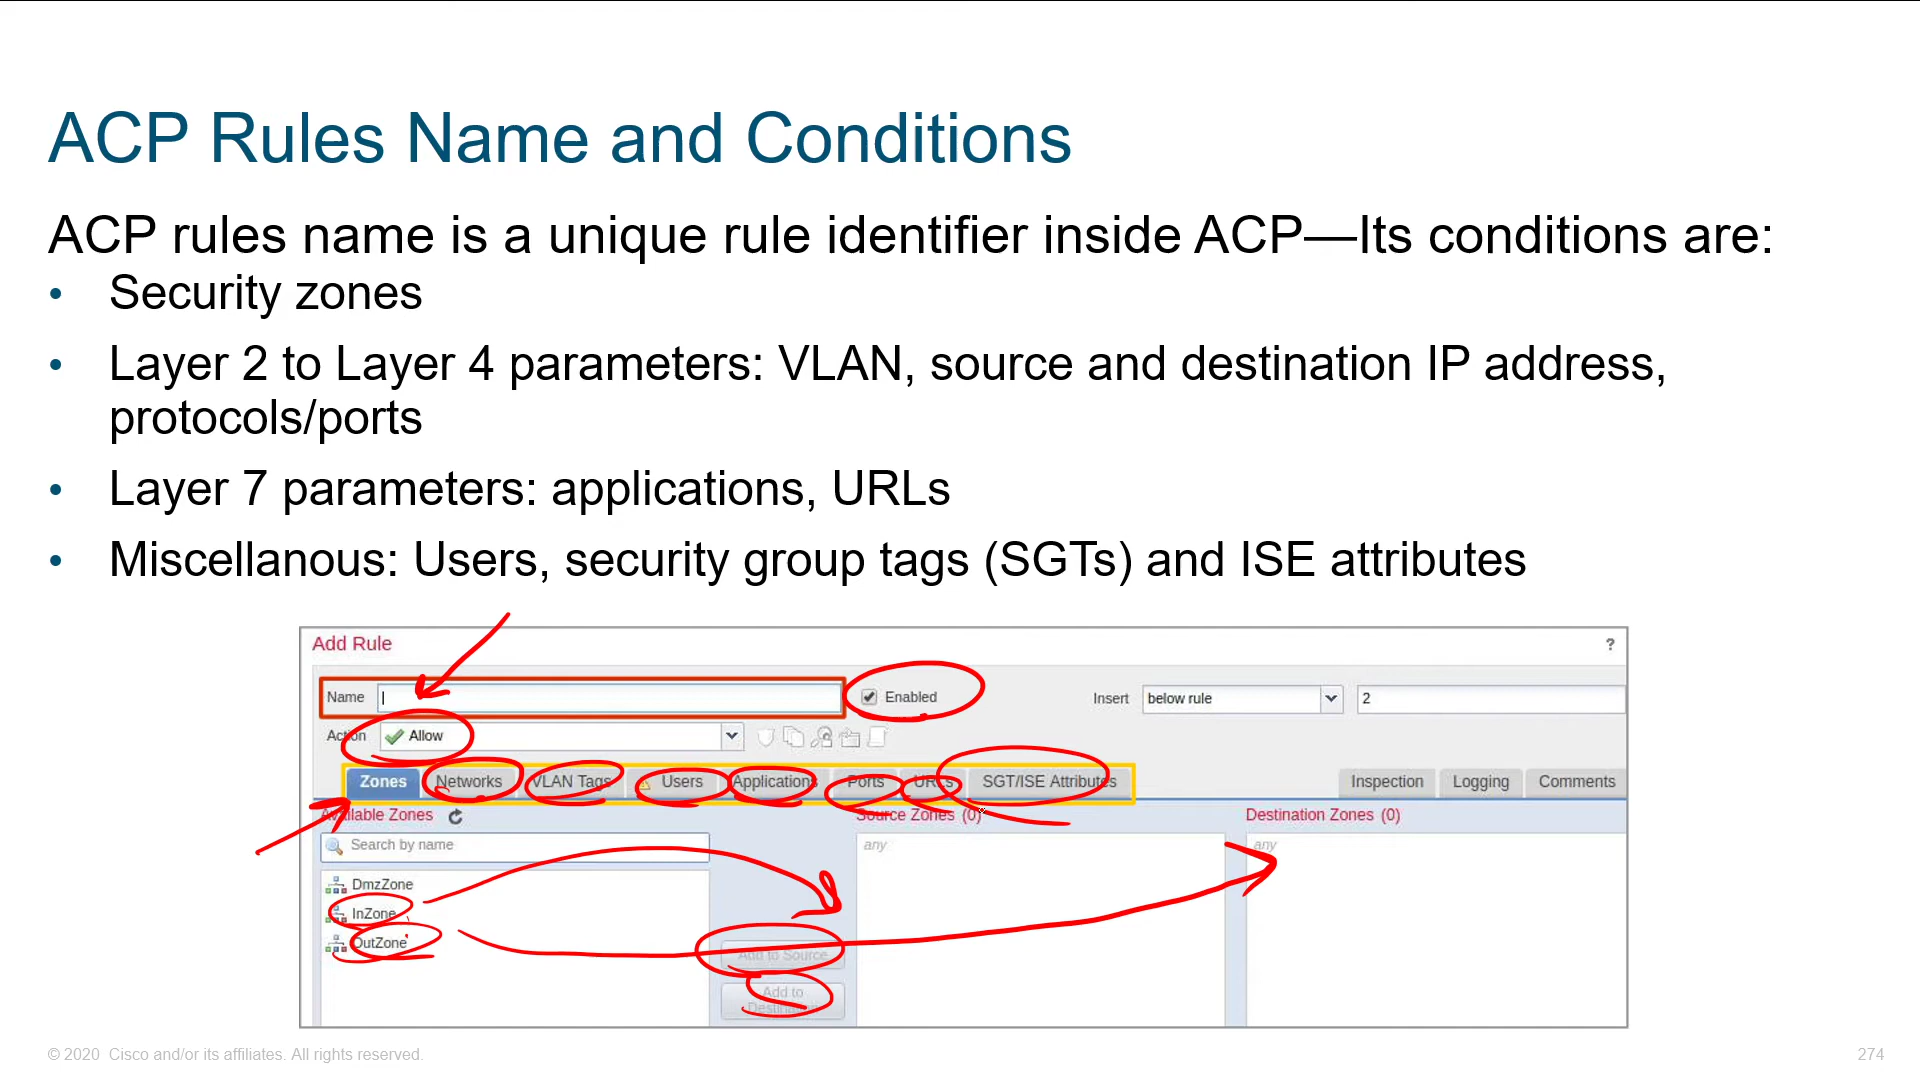 ACP Rules Name and Conditions
ACP rules name is a unique rule identifier inside ACP—Its conditions are:
• Security zones
• Layer 2 to Layer 4 parameters: VLAN, source and destination IP address,
protocols/ports
• Layer 7 parameters: applications, URLs
• Miscellanous: Users, security group tags (SGTs) and ISE attributes
Add Rule ?
Name Enabled Insert below rule 2
Action Allow
Zones Networks VLAN Tags Users Applications Ports URLs SGT/ISE Attributes Inspection Logging Comments
Available Zones Source Zones (0) Destination Zones (0)
Search by name any any
DmzZone
InZone
OutZone
Add to Source
Add to
Destination
© 2020 Cisco and/or its affiliates. All rights reserved. 274